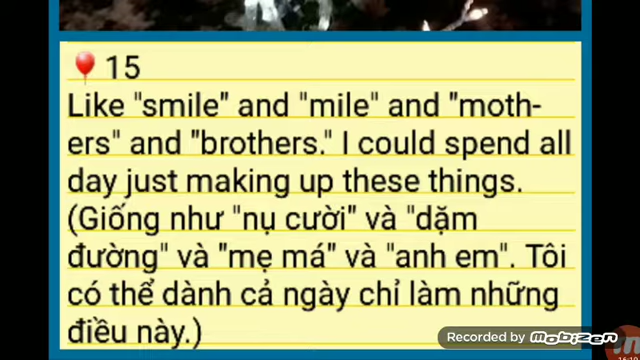 15
Like "smile" and "mile" and "moth-
ers" and "brothers." I could spend all
day just making up these things.
(Giống như "nụ cười" và "dặm
đường" và "mẹ má" và "anh em". Tôi
có thể dành cả ngày chỉ làm những
điều này.)
Recorded by mobizen